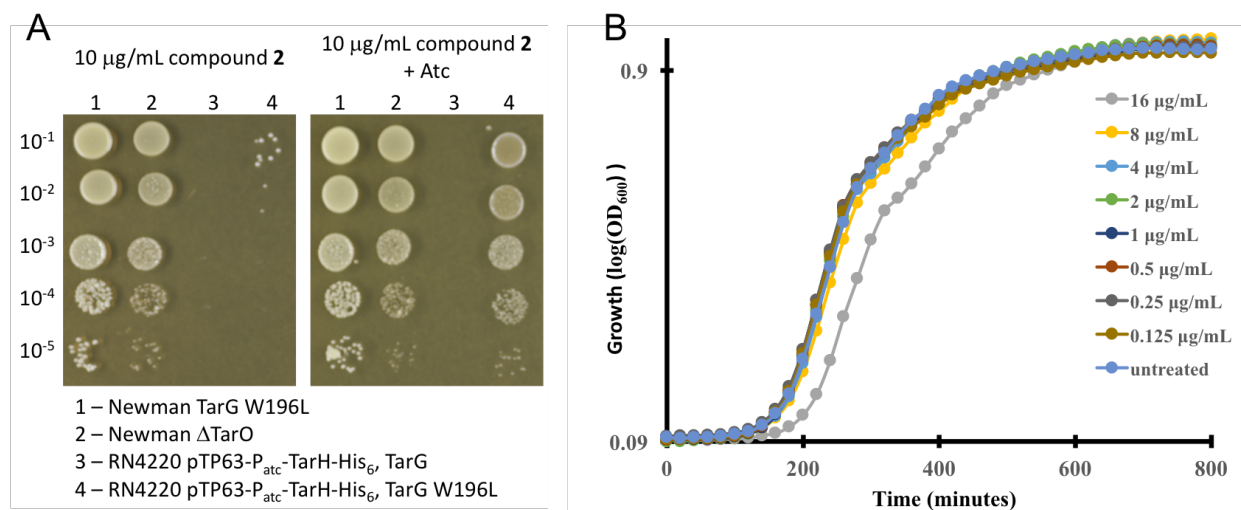 A
10 μg/mL compound 2
1 2 3 4
10 μg/mL compound 2
+ Atc
1 2 3 4
10-1
10-2
10-3
10-4
10-5
1 – Newman TarG W196L
2 – Newman ΔTarO
3 – RN4220 pTP63-Patc-TarH-His6, TarG
4 – RN4220 pTP63-Patc-TarH-His6, TarG W196L
B
Growth (log(OD600))
0.9
0.09
0 200 400 600 800
Time (minutes)
16 μg/mL
8 μg/mL
4 μg/mL
2 μg/mL
1 μg/mL
0.5 μg/mL
0.25 μg/mL
0.125 μg/mL
untreated